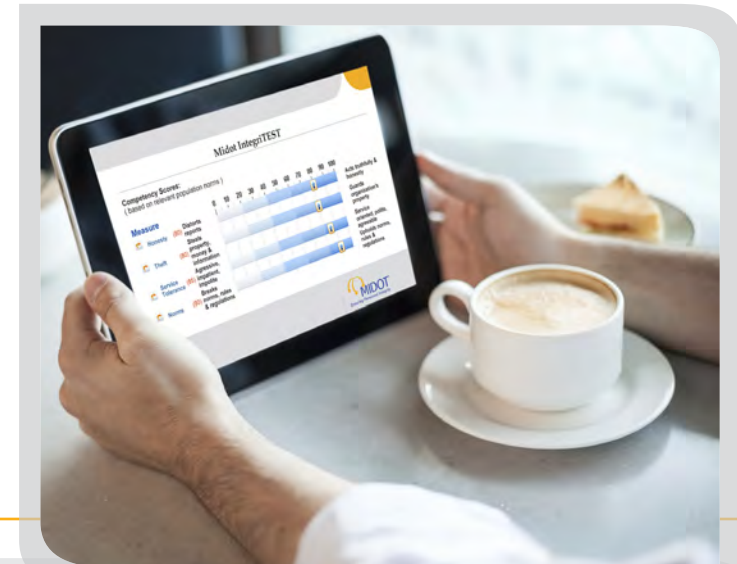 Midot IntegriTEST
Competency Scores:
( based on relevant population norms )
0 10 20 30 40 50 60 70 80 90 100
Measure
Honesty
Distorts
reports
Acts truthfully &
honestly
Theft
Steals
property,
money &
information
Guards
organization's
property
Service
Tolerance
Agressive,
impatient,
impolite
Service
oriented, polite,
agreeable
Norms
Breaks
norms, rules
& regulations
Upholds norms,
rules &
regulations
MIDOT